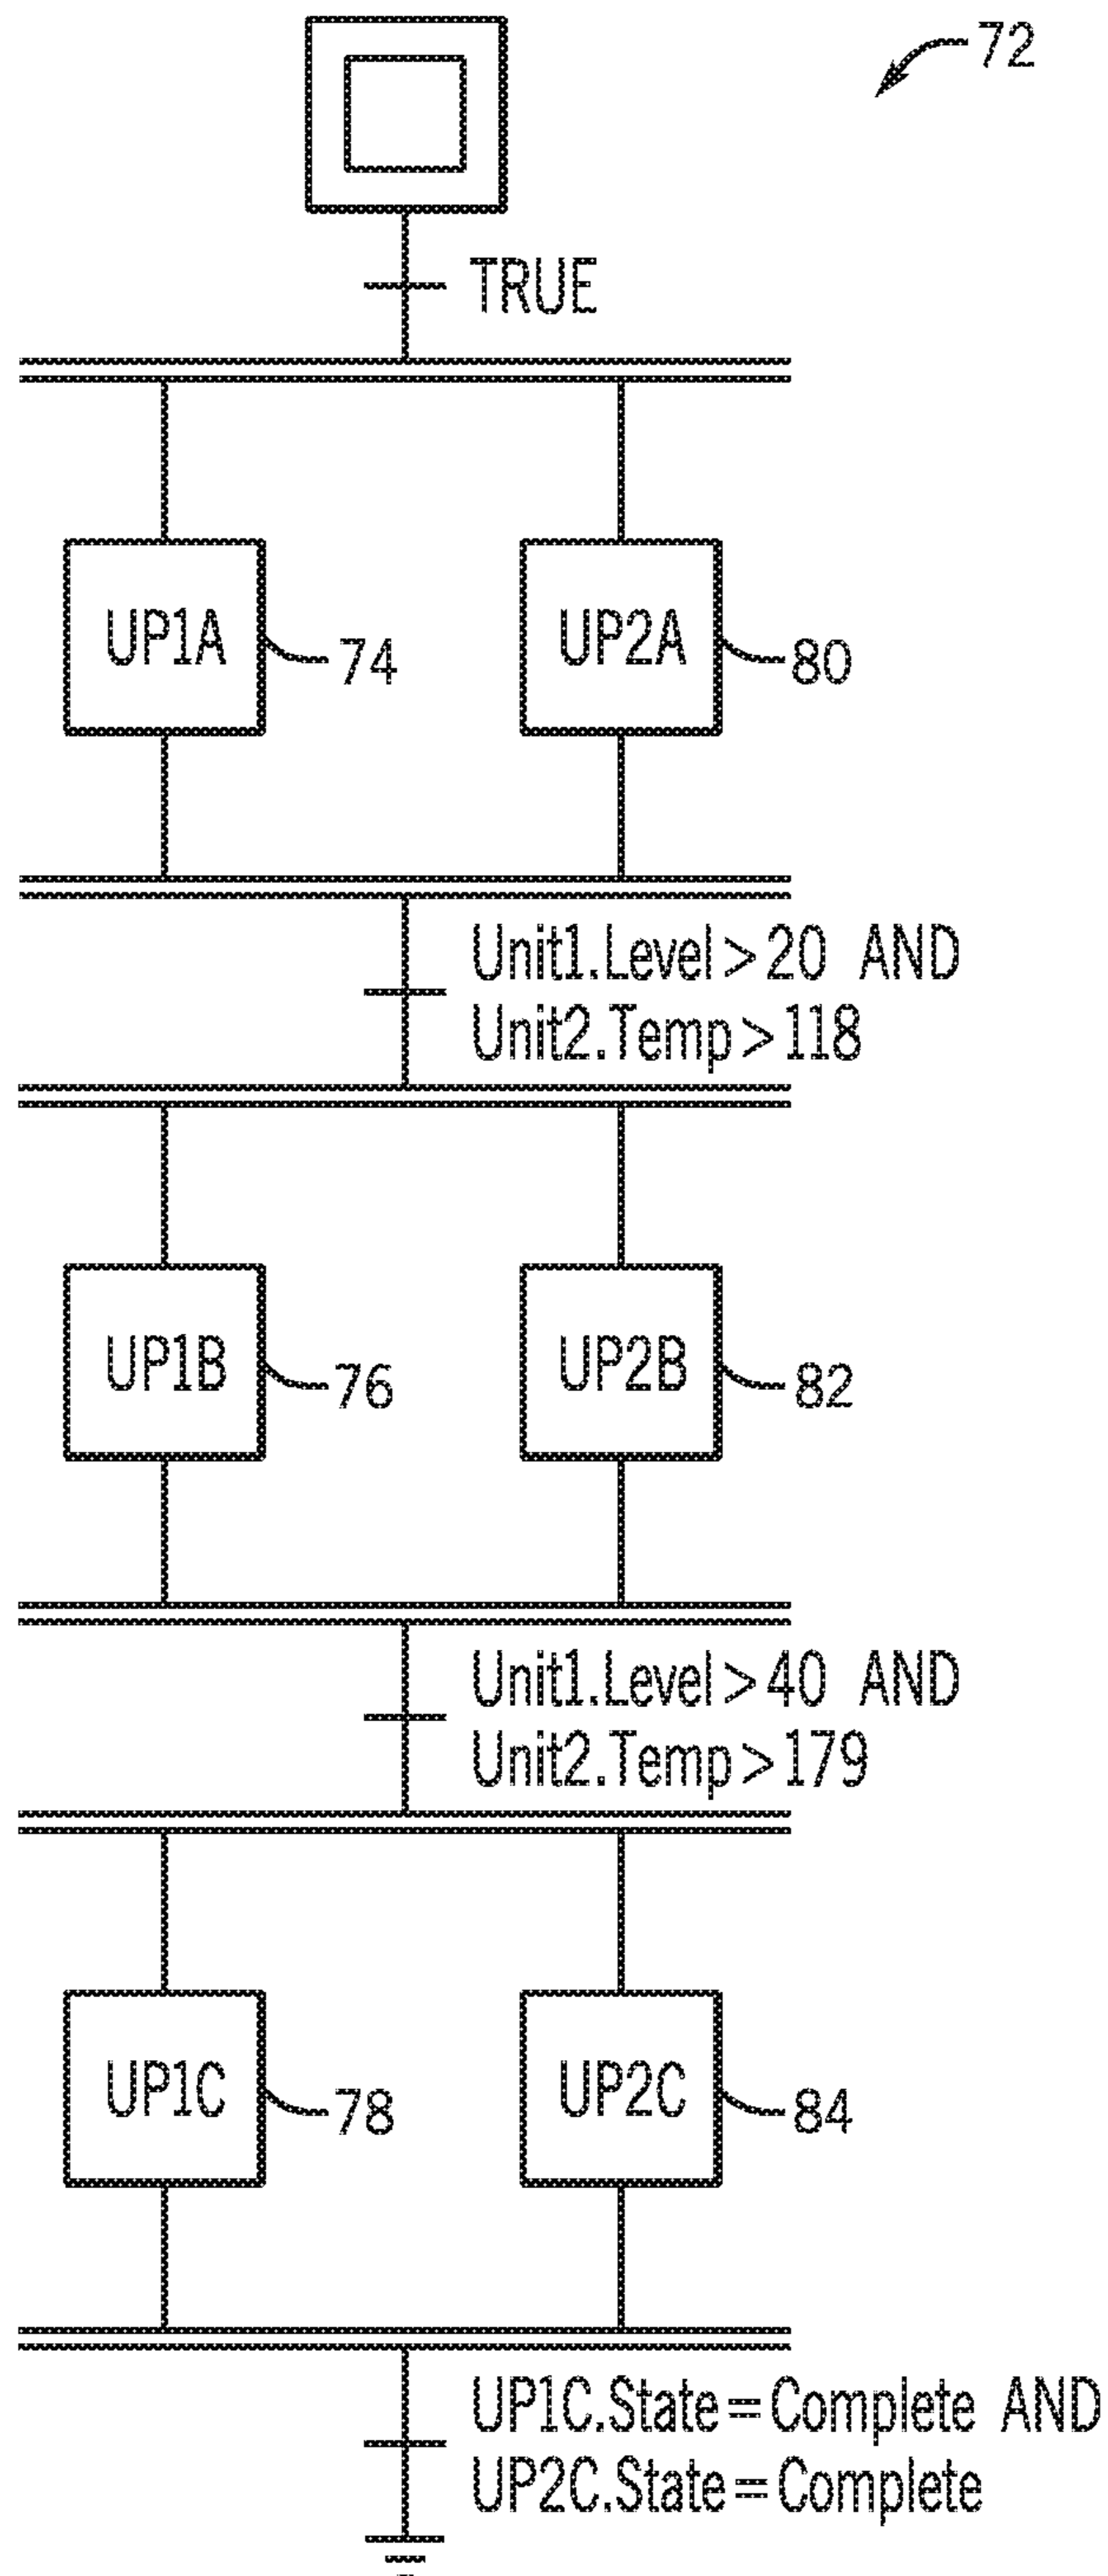 72
TRUE
UP1A
74
UP2A
80
Unit1.Level>20 AND
Unit2.Temp>118
UP1B
76
UP2B
82
Unit1.Level>40 AND
Unit2.Temp>179
UP1C
78
UP2C
84
UP1C.State=Complete AND
UP2C.State=Complete